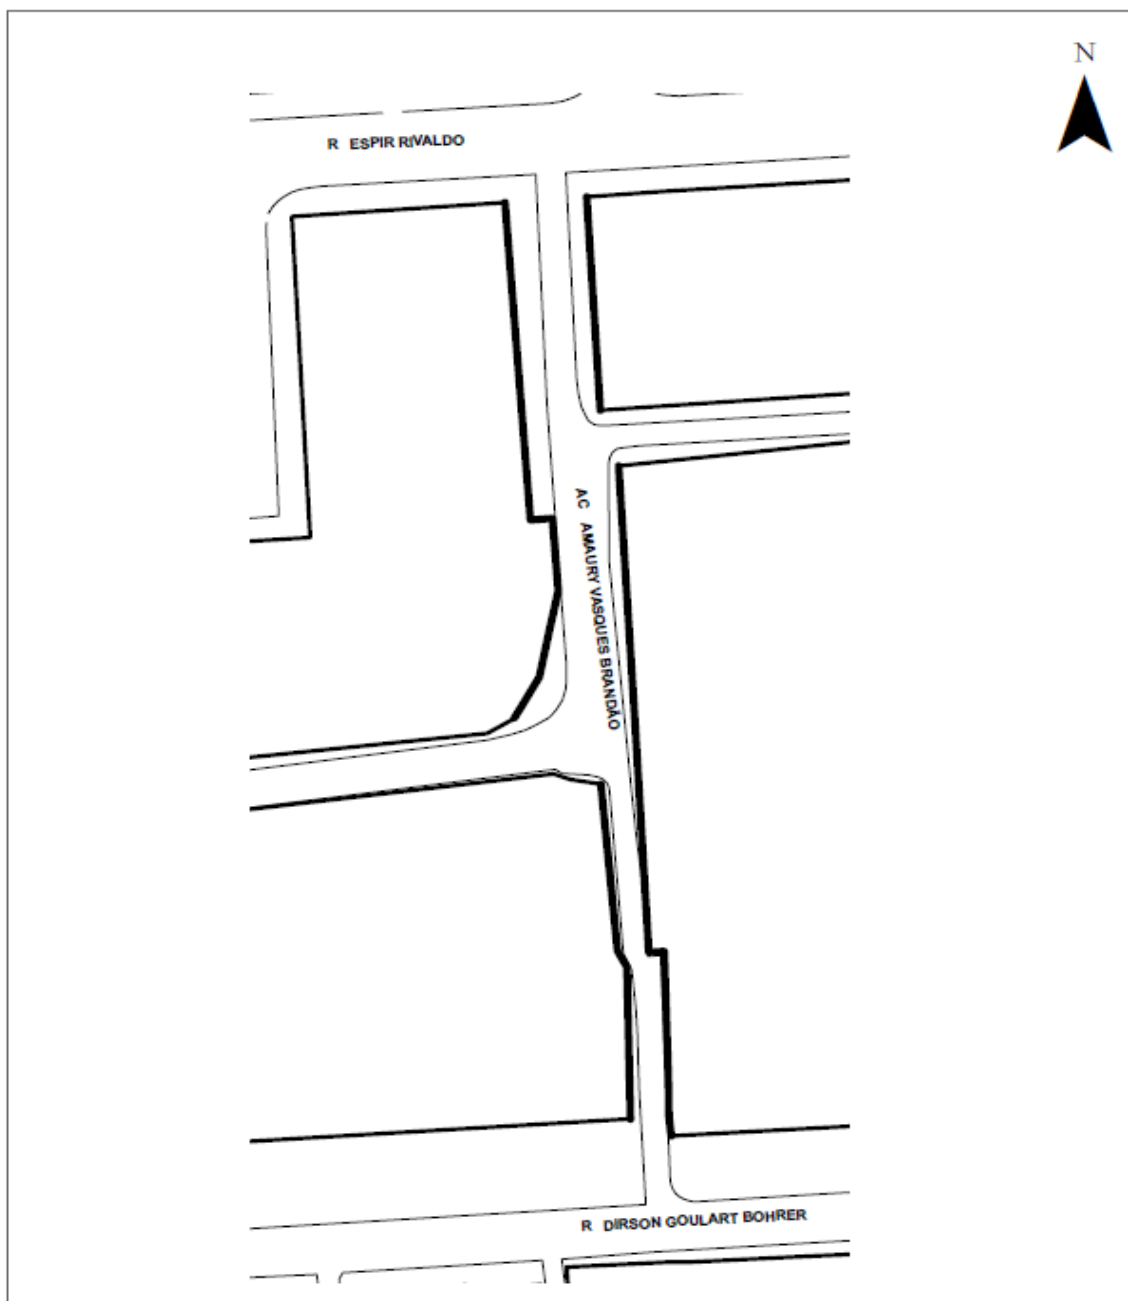 N
R ESPIR RIVALDO
AC AMAURY VASQUES BRANDÃO
R DIRSON GOULART BOHRER